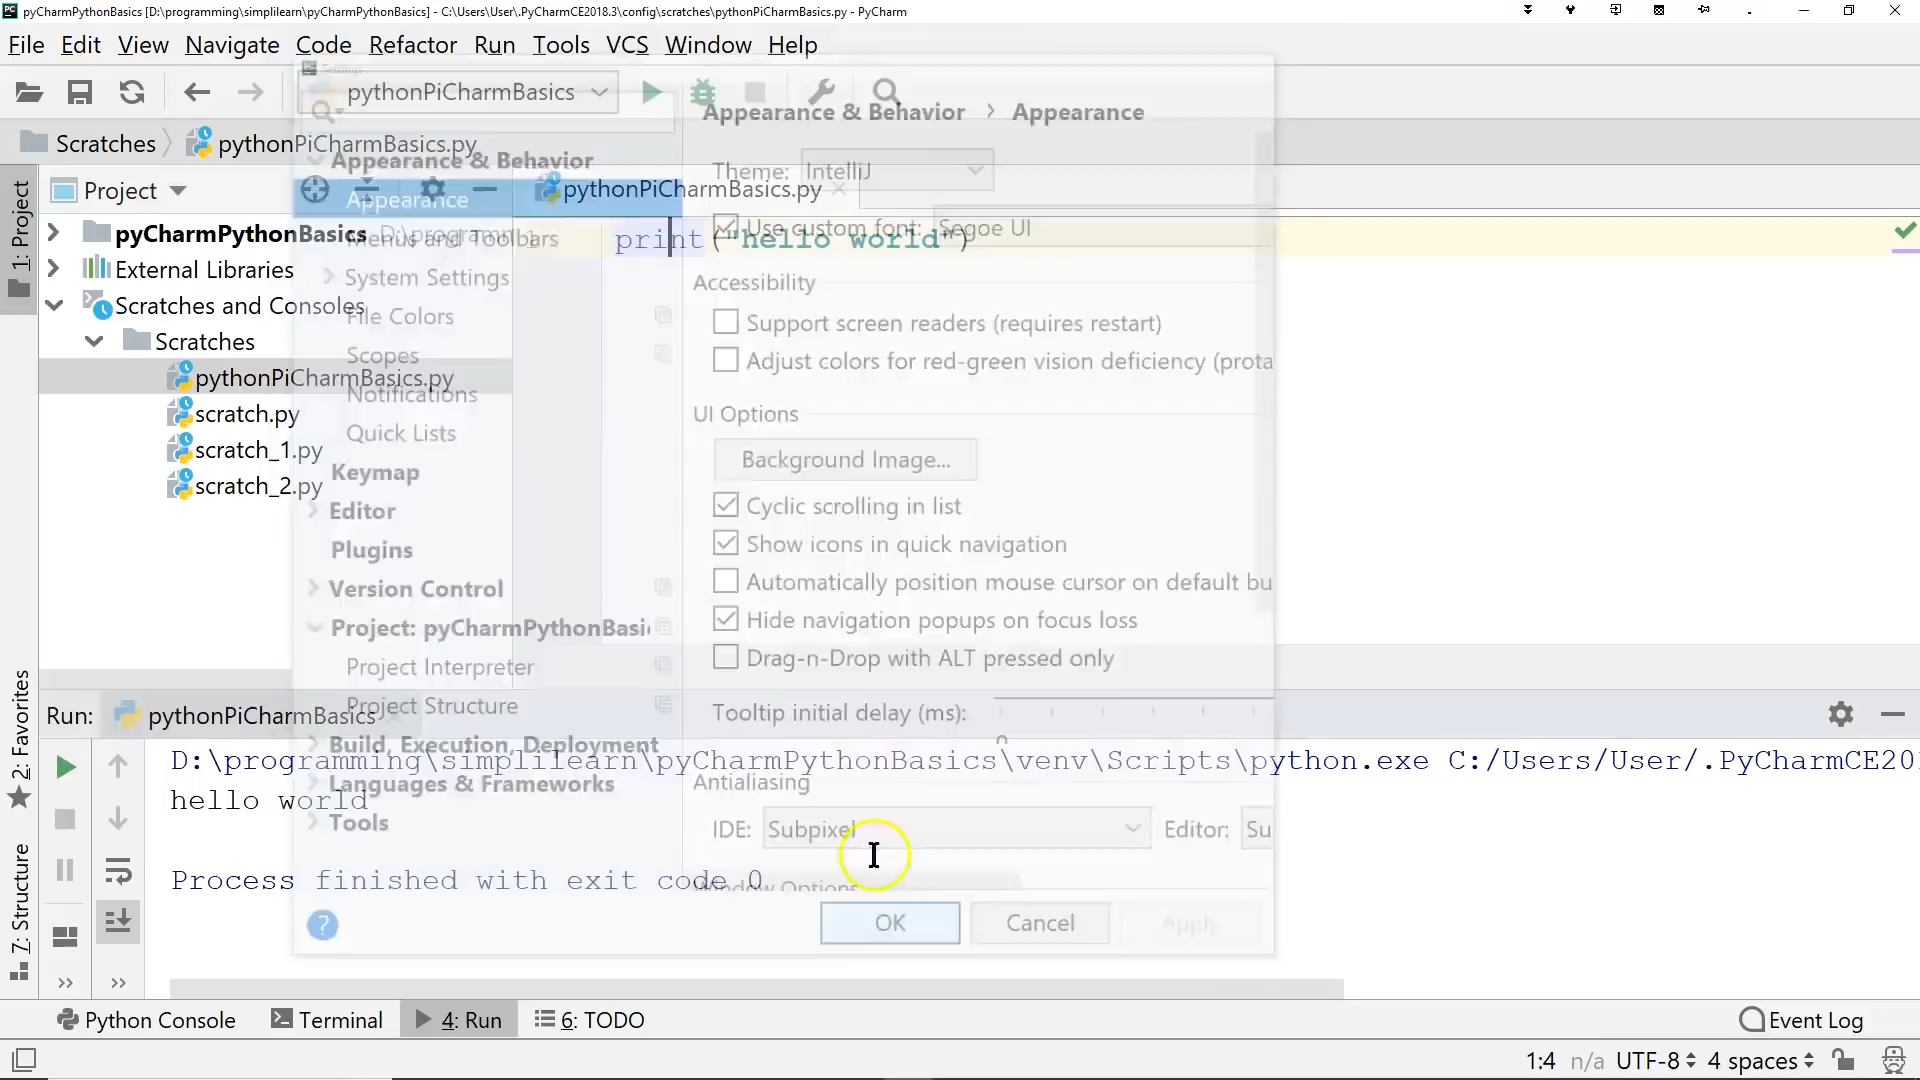 pyCharmPythonBasics [D:\programming\simplilearn\pyCharmPythonBasics] - C:\Users\User\.PyCharmCE2018.3\config\scratches\pythonPiCharmBasics.py - PyCharm
File Edit View Navigate Code Refactor Run Tools VCS Window Help
Settings
pythonPiCharmBasics
Appearance & Behavior > Appearance
Scratches pythonPiCharmBasics.py
Appearance & Behavior
Theme: IntelliJ
1: Project
Project
pythonPiCharmBasics.py
Appearance
Use custom font: Segoe UI
pyCharmPythonBasics D:\programm
Menus and Toolbars
1
print ("hello world")
External Libraries
System Settings
Accessibility
Scratches and Consoles
File Colors
Support screen readers (requires restart)
Scratches
Scopes
Adjust colors for red-green vision deficiency (prota
pythonPiCharmBasics.py
Notifications
scratch.py
UI Options
Quick Lists
scratch_1.py
Background Image...
Keymap
scratch_2.py
Cyclic scrolling in list
Editor
Show icons in quick navigation
Plugins
Automatically position mouse cursor on default bu
Version Control
Hide navigation popups on focus loss
Project: pyCharmPythonBasi
Drag-n-Drop with ALT pressed only
Project Interpreter
Project Structure
Tooltip initial delay (ms):
0
2: Favorites
Run: pythonPiCharmBasics
Build, Execution, Deployment
D:\programming\simplilearn\pyCharmPythonBasics\venv\Scripts\python.exe C:/Users/User/.PyCharmCE20
Languages & Frameworks
Antialiasing
hello world
Tools
IDE: Subpixel Editor: Su
7: Structure
Process finished with exit code 0
Window Options
? OK Cancel Apply
Python Console Terminal 4: Run 6: TODO Event Log
1:4 n/a UTF-8 4 spaces